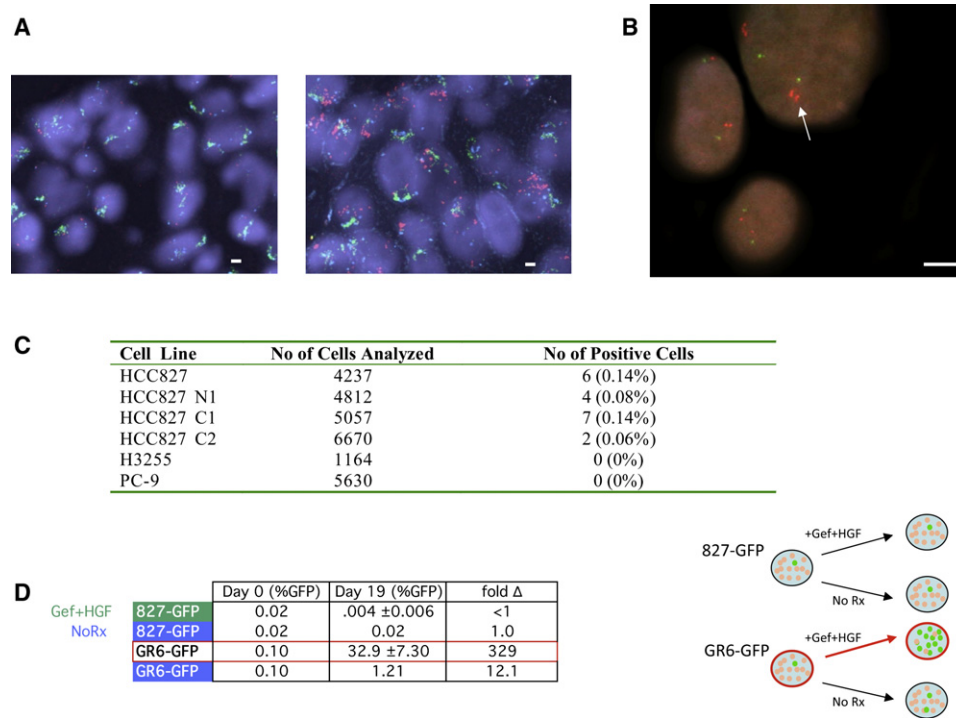 A
B
C
Cell Line No of Cells Analyzed No of Positive Cells
HCC827 4237 6 (0.14%)
HCC827 N1 4812 4 (0.08%)
HCC827 C1 5057 7 (0.14%)
HCC827 C2 6670 2 (0.06%)
H3255 1164 0 (0%)
PC-9 5630 0 (0%)
D
Day 0 (%GFP) Day 19 (%GFP) fold Δ
Gef+HGF 827-GFP 0.02 .004 ±0.006 <1
NoRx 827-GFP 0.02 0.02 1.0
GR6-GFP 0.10 32.9 ±7.30 329
GR6-GFP 0.10 1.21 12.1
827-GFP
+Gef+HGF
No Rx
GR6-GFP
+Gef+HGF
No Rx